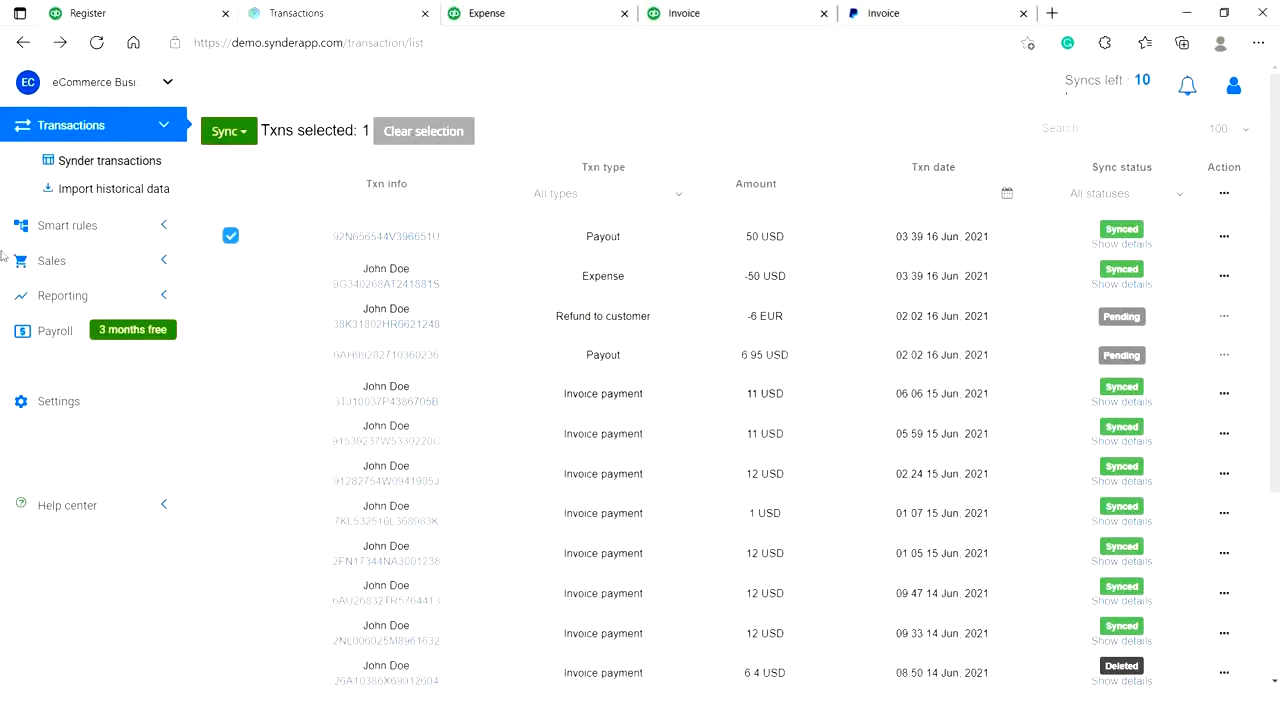 Register
Transactions
Expense
Invoice
Invoice
https://demo.synderapp.com/transaction/list
EC eCommerce Busi
Syncs left : 10
Transactions
Sync Txns selected: 1 Clear selection
Search 100
Synder transactions
Import historical data
Smart rules
Sales
Reporting
Payroll 3 months free
Settings
Help center
Txn info Txn type Amount Txn date Sync status Action
All types All statuses
92N656544V396651U Payout 50 USD 03 39 16 Jun, 2021 Synced
Show details
John Doe
9G340268AT241881S Expense -50 USD 03 39 16 Jun, 2021 Synced
Show details
John Doe
38K31802HR6621248 Refund to customer -6 EUR 02 02 16 Jun, 2021 Pending
6AH99282710360236 Payout 6 95 USD 02 02 16 Jun, 2021 Pending
John Doe
Invoice payment 11 USD 06 06 15 Jun, 2021 Synced
Show details
John Doe
Invoice payment 11 USD 05 59 15 Jun, 2021 Synced
Show details
John Doe
91282754W0941905J Invoice payment 12 USD 02 24 15 Jun, 2021 Synced
Show details
John Doe
7KL532516L368983K Invoice payment 1 USD 01 07 15 Jun, 2021 Synced
Show details
John Doe
2EN17344NA3001238 Invoice payment 12 USD 01 05 15 Jun, 2021 Synced
Show details
John Doe
Invoice payment 12 USD 09 47 14 Jun, 2021 Synced
Show details
John Doe
2NL006025M8961632 Invoice payment 12 USD 09 33 14 Jun, 2021 Synced
Show details
John Doe
26A10386X69012604 Invoice payment 6.4 USD 08 50 14 Jun, 2021 Deleted
Show details